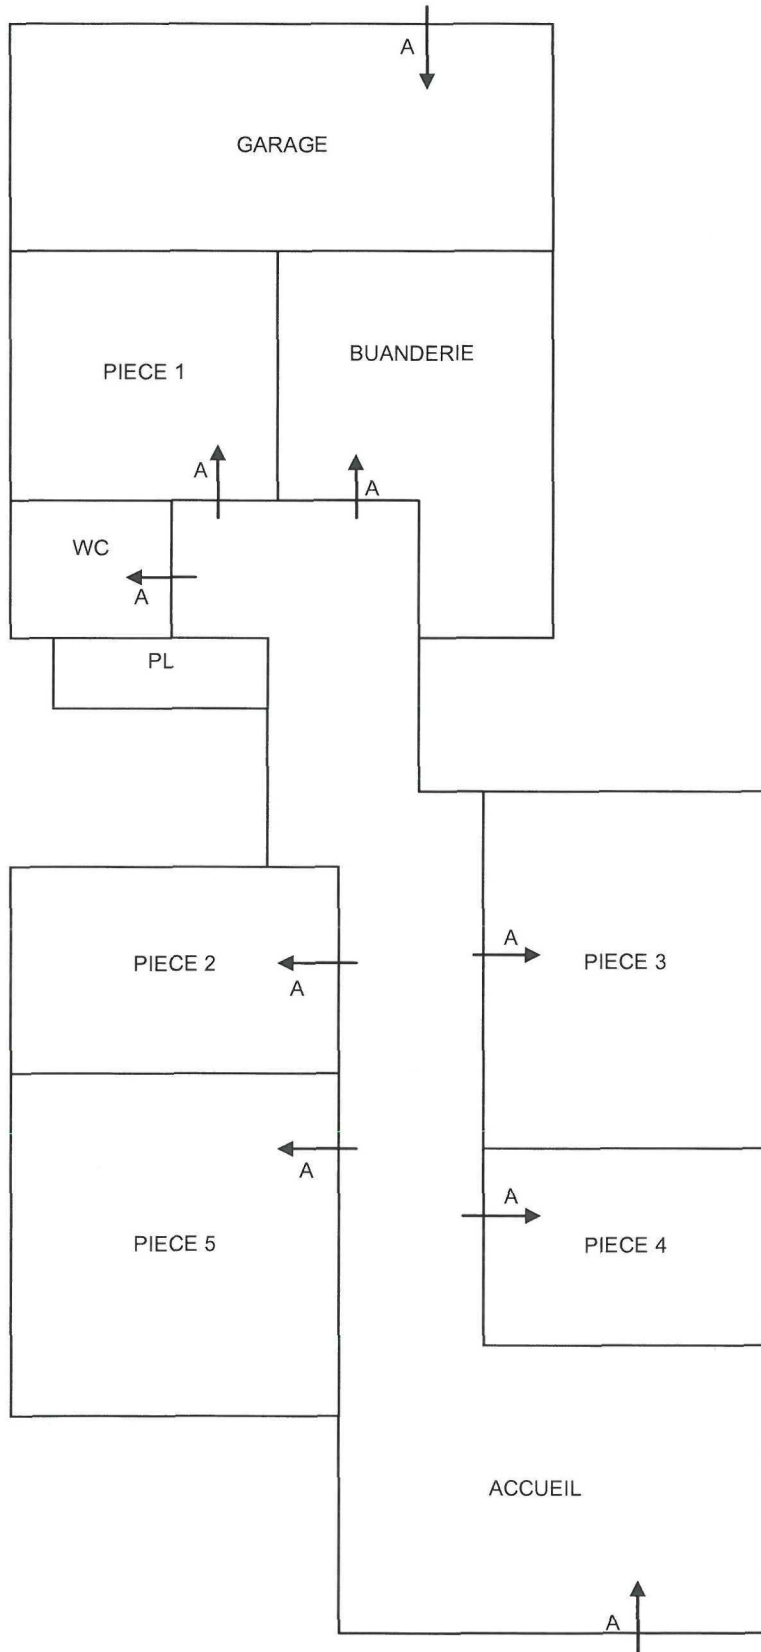 A
GARAGE
PIECE 1
BUANDERIE
A
A
WC
A
PL
PIECE 2
A
A
PIECE 3
A
A
PIECE 5
PIECE 4
ACCUEIL
A